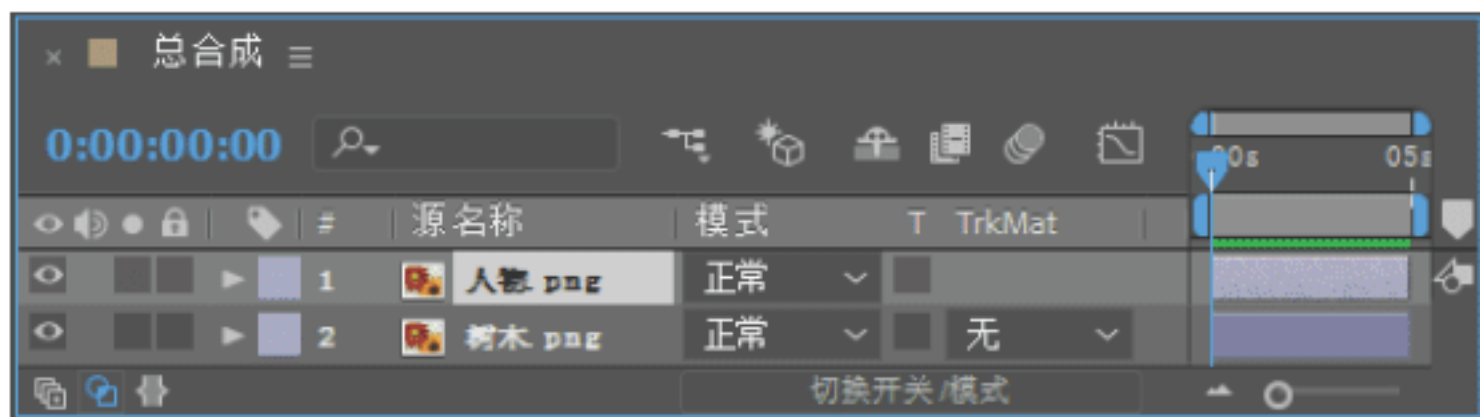 总合成
0:00:00:00
00s 05s
# 源名称 模式 T TrkMat
1 人物.png 正常
2 树木.png 正常 无
切换开关/模式